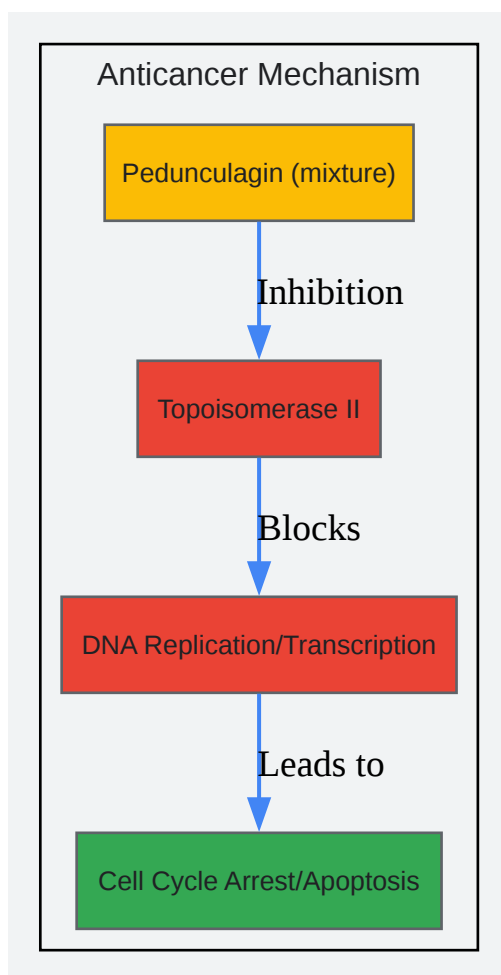 Anticancer Mechanism
Pedunculagin (mixture)
Inhibition
Topoisomerase II
Blocks
DNA Replication/Transcription
Leads to
Cell Cycle Arrest/Apoptosis